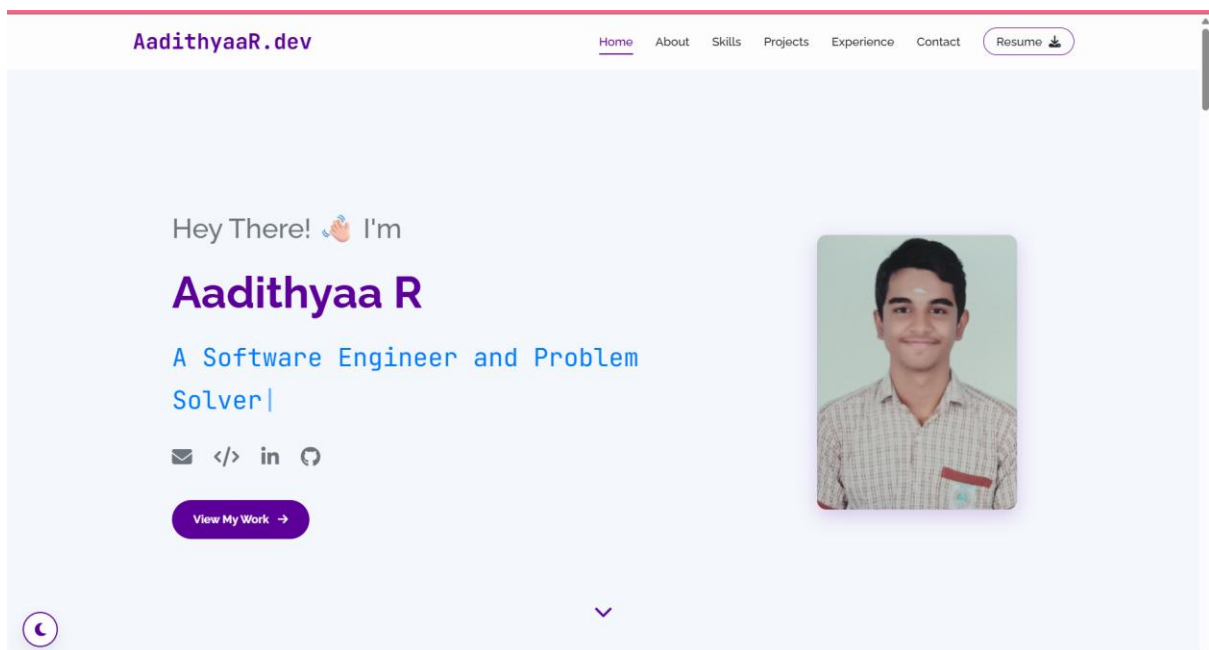 AadithyaaR.dev
Home About Skills Projects Experience Contact Resume
Hey There! 👋 I'm
Aadithyaa R
A Software Engineer and Problem
Solver|
</> in
View My Work →